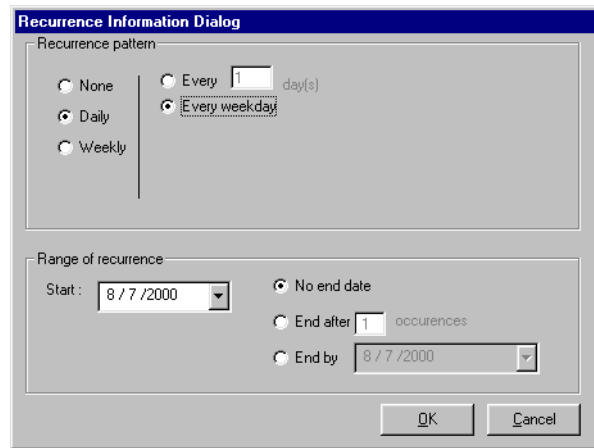 Recurrence Information Dialog
Recurrence pattern
None
Daily
Weekly
Every 1 day(s)
Every weekday
Range of recurrence
Start : 8 / 7 /2000
No end date
End after 1 occurences
End by 8 / 7 /2000
OK Cancel